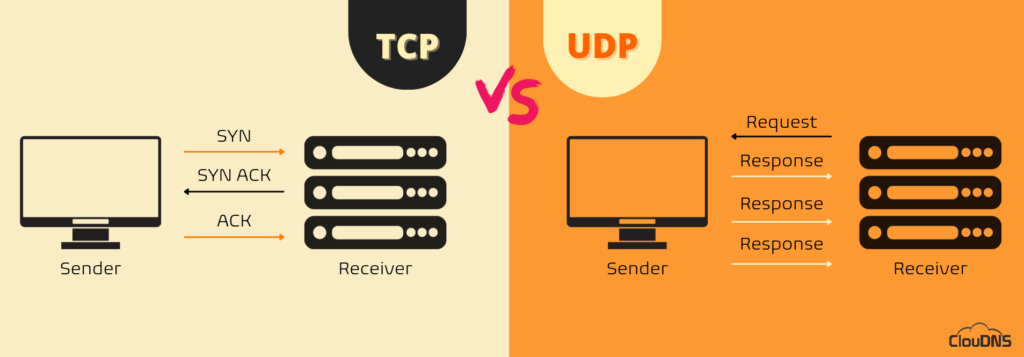 TCP
VS
UDP
SYN
SYN ACK
ACK
Sender
Receiver
Request
Response
Response
Response
Sender
Receiver
ClouDNS